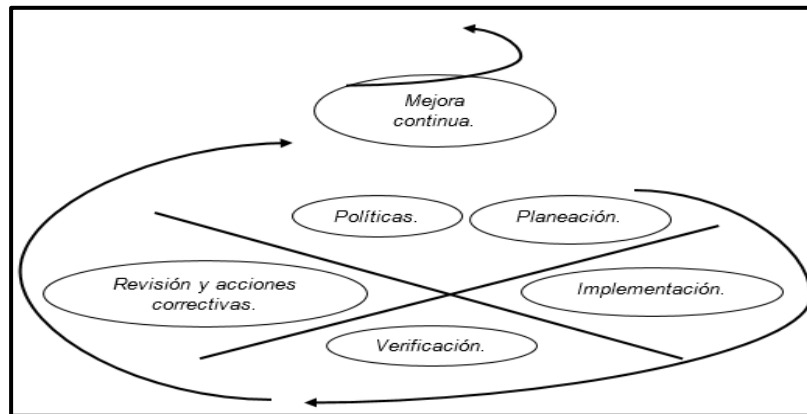 Mejora
continua.
Políticas.
Planeación.
Revisión y acciones
correctivas.
Implementación.
Verificación.